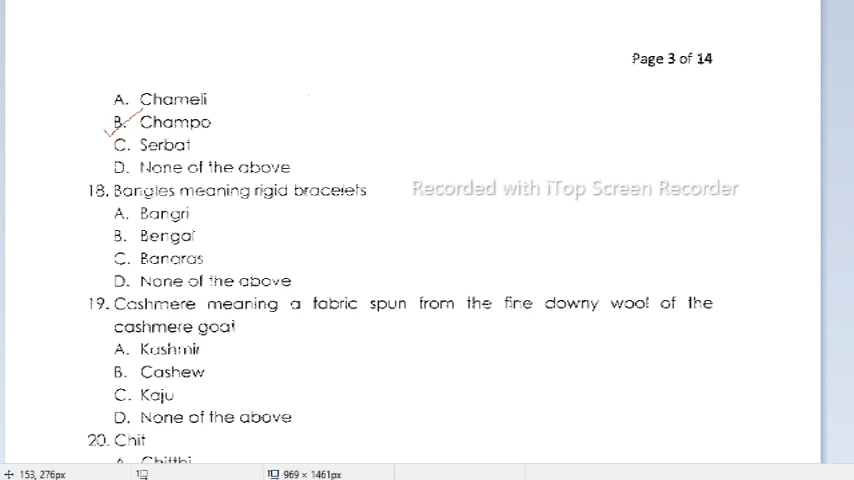 Page 3 of 14
A. Chameli
B. Champo
C. Serbat
D. None of the above
18. Bangles meaning rigid bracelets
Recorded with iTop Screen Recorder
A. Bangri
B. Bengal
C. Banaras
D. None of the above
19. Cashmere meaning a fabric spun from the fine downy wool of the
cashmere goat
A. Kashmir
B. Cashew
C. Kaju
D. None of the above
20. Chit
A. Chitthi
153, 276px
969 × 1461px